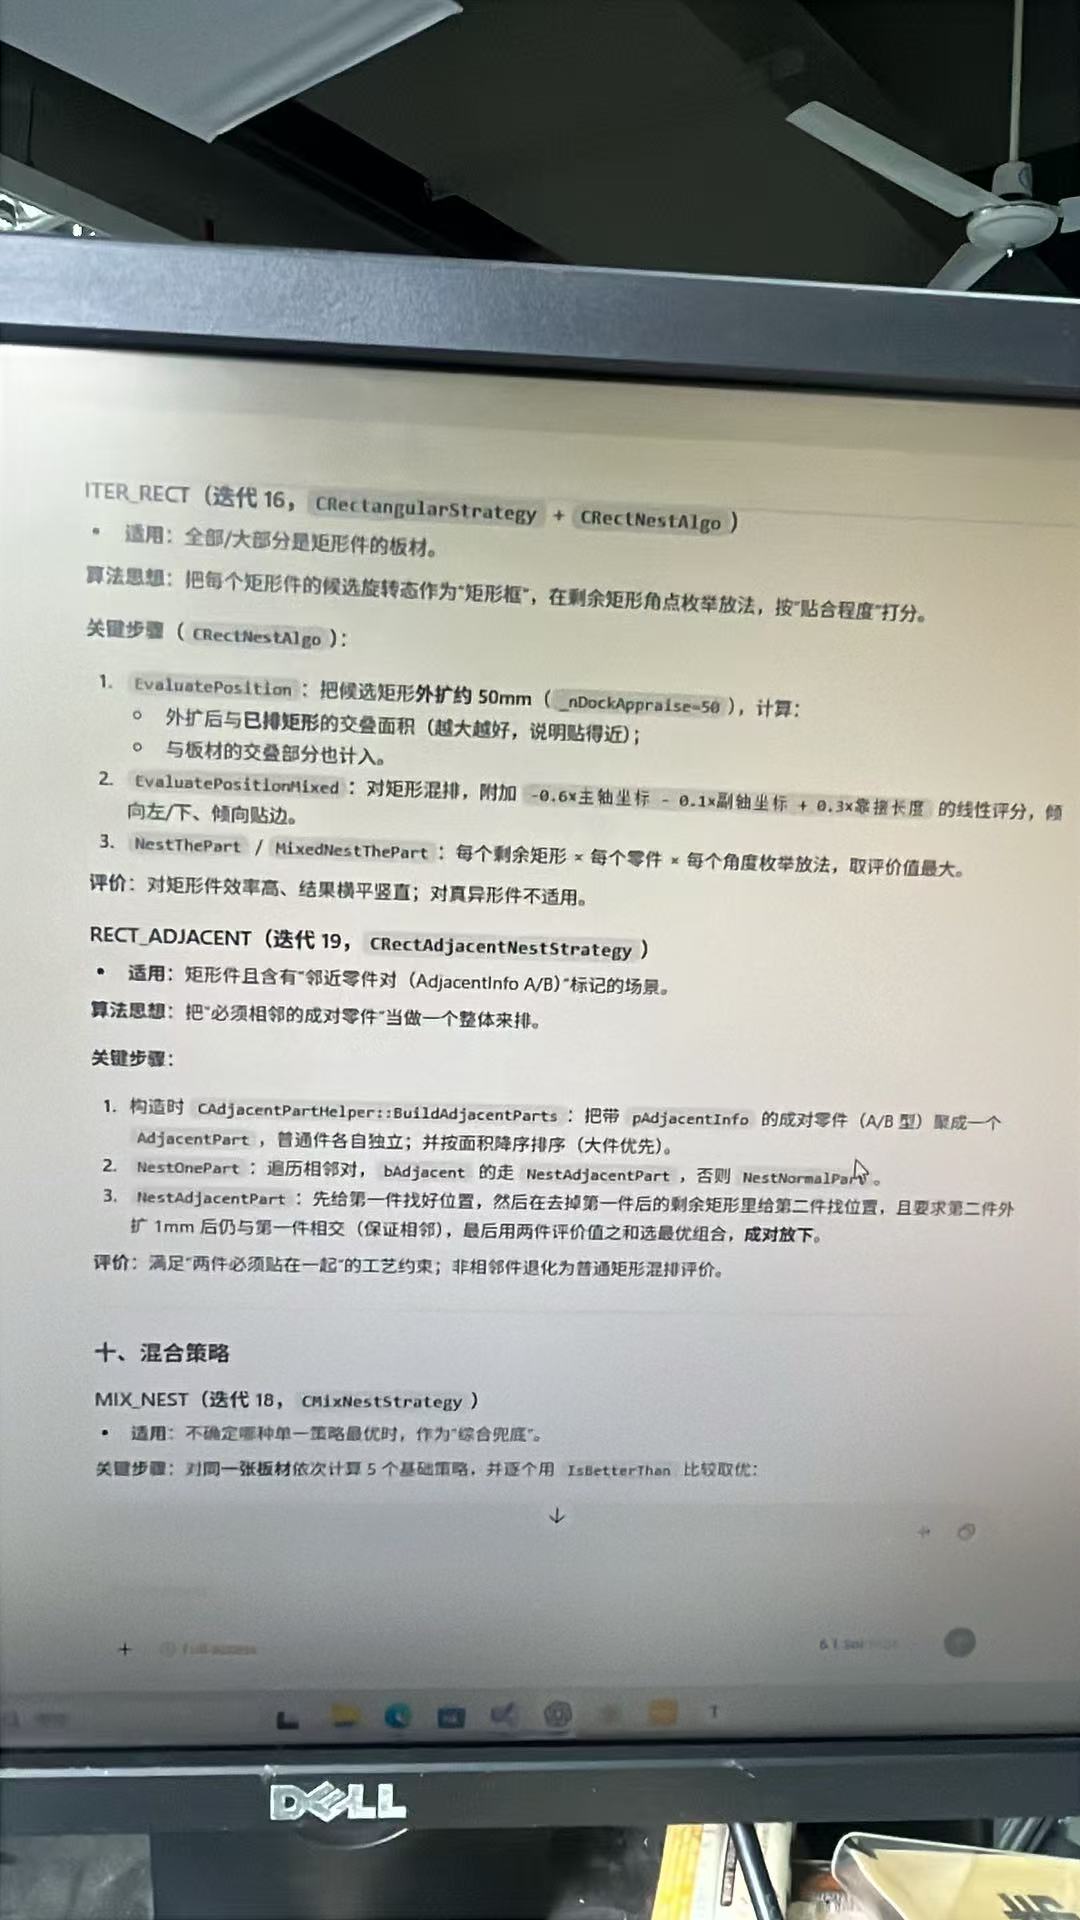 ITER_RECT（迭代 16， CRectangularStrategy + CRectNestAlgo ）
• 适用：全部/大部分是矩形件的板材。
算法思想：把每个矩形件的候选旋转态作为“矩形框”，在剩余矩形角点枚举放法，按“贴合程度”打分。
关键步骤（ CRectNestAlgo ）：
1. EvaluatePosition ：把候选矩形外扩约 50mm（ _nDockAppraise=50 ），计算：
○ 外扩后与已排矩形的交叠面积（越大越好，说明贴得近）；
○ 与板材的交叠部分也计入。
2. EvaluatePositionMixed ：对矩形混排，附加 -0.6×主轴坐标 - 0.1×副轴坐标 + 0.3×靠接长度 的线性评分，倾
向左/下、倾向贴边。
3. NestThePart / MixedNestThePart ：每个剩余矩形 × 每个零件 × 每个角度枚举放法，取评价值最大。
评价：对矩形件效率高、结果横平竖直；对真异形件不适用。
RECT_ADJACENT（迭代 19， CRectAdjacentNestStrategy ）
• 适用：矩形件且含有“邻近零件对（AdjacentInfo A/B）”标记的场景。
算法思想：把“必须相邻的成对零件”当做一个整体来排。
关键步骤：
1. 构造时 CAdjacentPartHelper::BuildAdjacentParts ：把带 pAdjacentInfo 的成对零件（A/B 型）聚成一个
AdjacentPart ，普通件各自独立；并按面积降序排序（大件优先）。
2. NestOnePart ：遍历相邻对， bAdjacent 的走 NestAdjacentPart ，否则 NestNormalPart 。
3. NestAdjacentPart ：先给第一件找好位置，然后在去掉第一件后的剩余矩形里给第二件找位置，且要求第二件外
扩 1mm 后仍与第一件相交（保证相邻），最后用两件评价值之和选最优组合，成对放下。
评价：满足“两件必须贴在一起”的工艺约束；非相邻件退化为普通矩形混排评价。
十、混合策略
MIX_NEST（迭代 18， CMixNestStrategy ）
• 适用：不确定哪种单一策略最优时，作为“综合兜底”。
关键步骤：对同一张板材依次计算 5 个基础策略，并逐个用 IsBetterThan 比较取优：
Full access
DELL